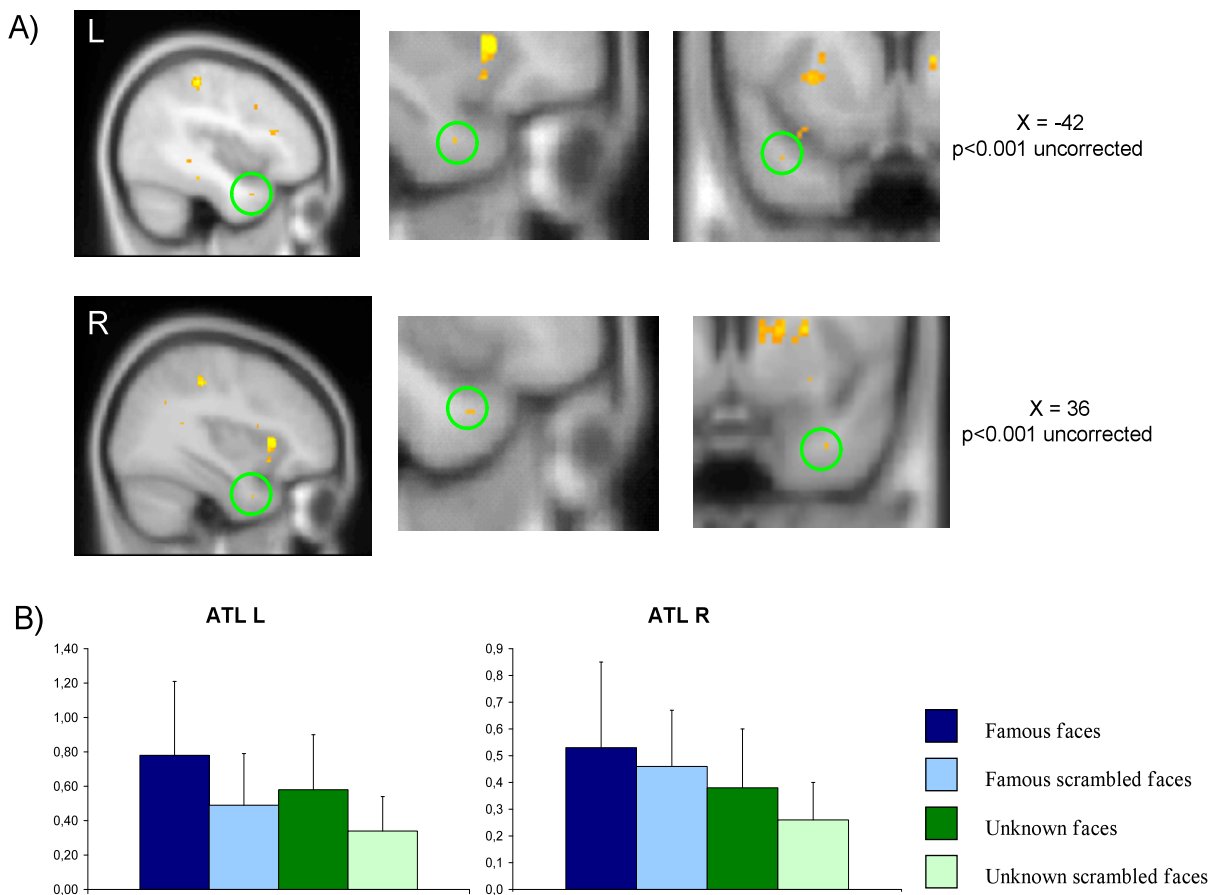 A)
L
X = -42
p<0.001 uncorrected
R
X = 36
p<0.001 uncorrected
B)
ATL L
1,40
1,20
1,00
0,80
0,60
0,40
0,20
0,00
ATL R
0,9
0,8
0,7
0,6
0,5
0,4
0,3
0,2
0,1
0,0
Famous faces
Famous scrambled faces
Unknown faces
Unknown scrambled faces